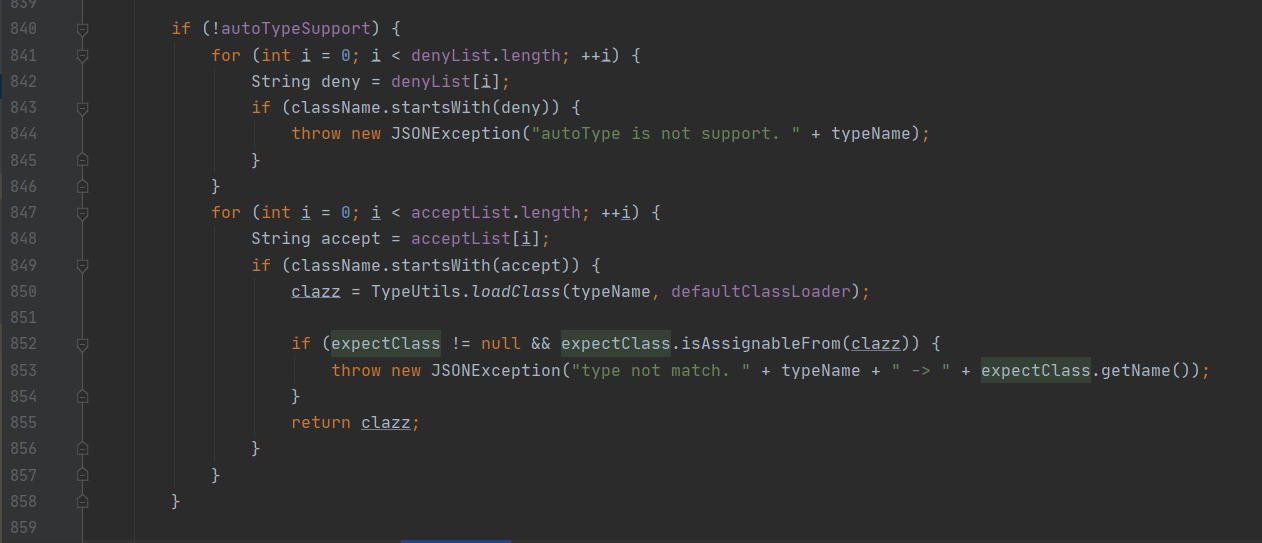 839
840 if (!autoTypeSupport) {
841 for (int i = 0; i < denyList.length; ++i) {
842 String deny = denyList[i];
843 if (className.startsWith(deny)) {
844 throw new JSONException("autoType is not support. " + typeName);
845 }
846 }
847 for (int i = 0; i < acceptList.length; ++i) {
848 String accept = acceptList[i];
849 if (className.startsWith(accept)) {
850 clazz = TypeUtils.loadClass(typeName, defaultClassLoader);
851
852 if (expectClass != null && expectClass.isAssignableFrom(clazz)) {
853 throw new JSONException("type not match. " + typeName + " -> " + expectClass.getName());
854 }
855 return clazz;
856 }
857 }
858 }
859